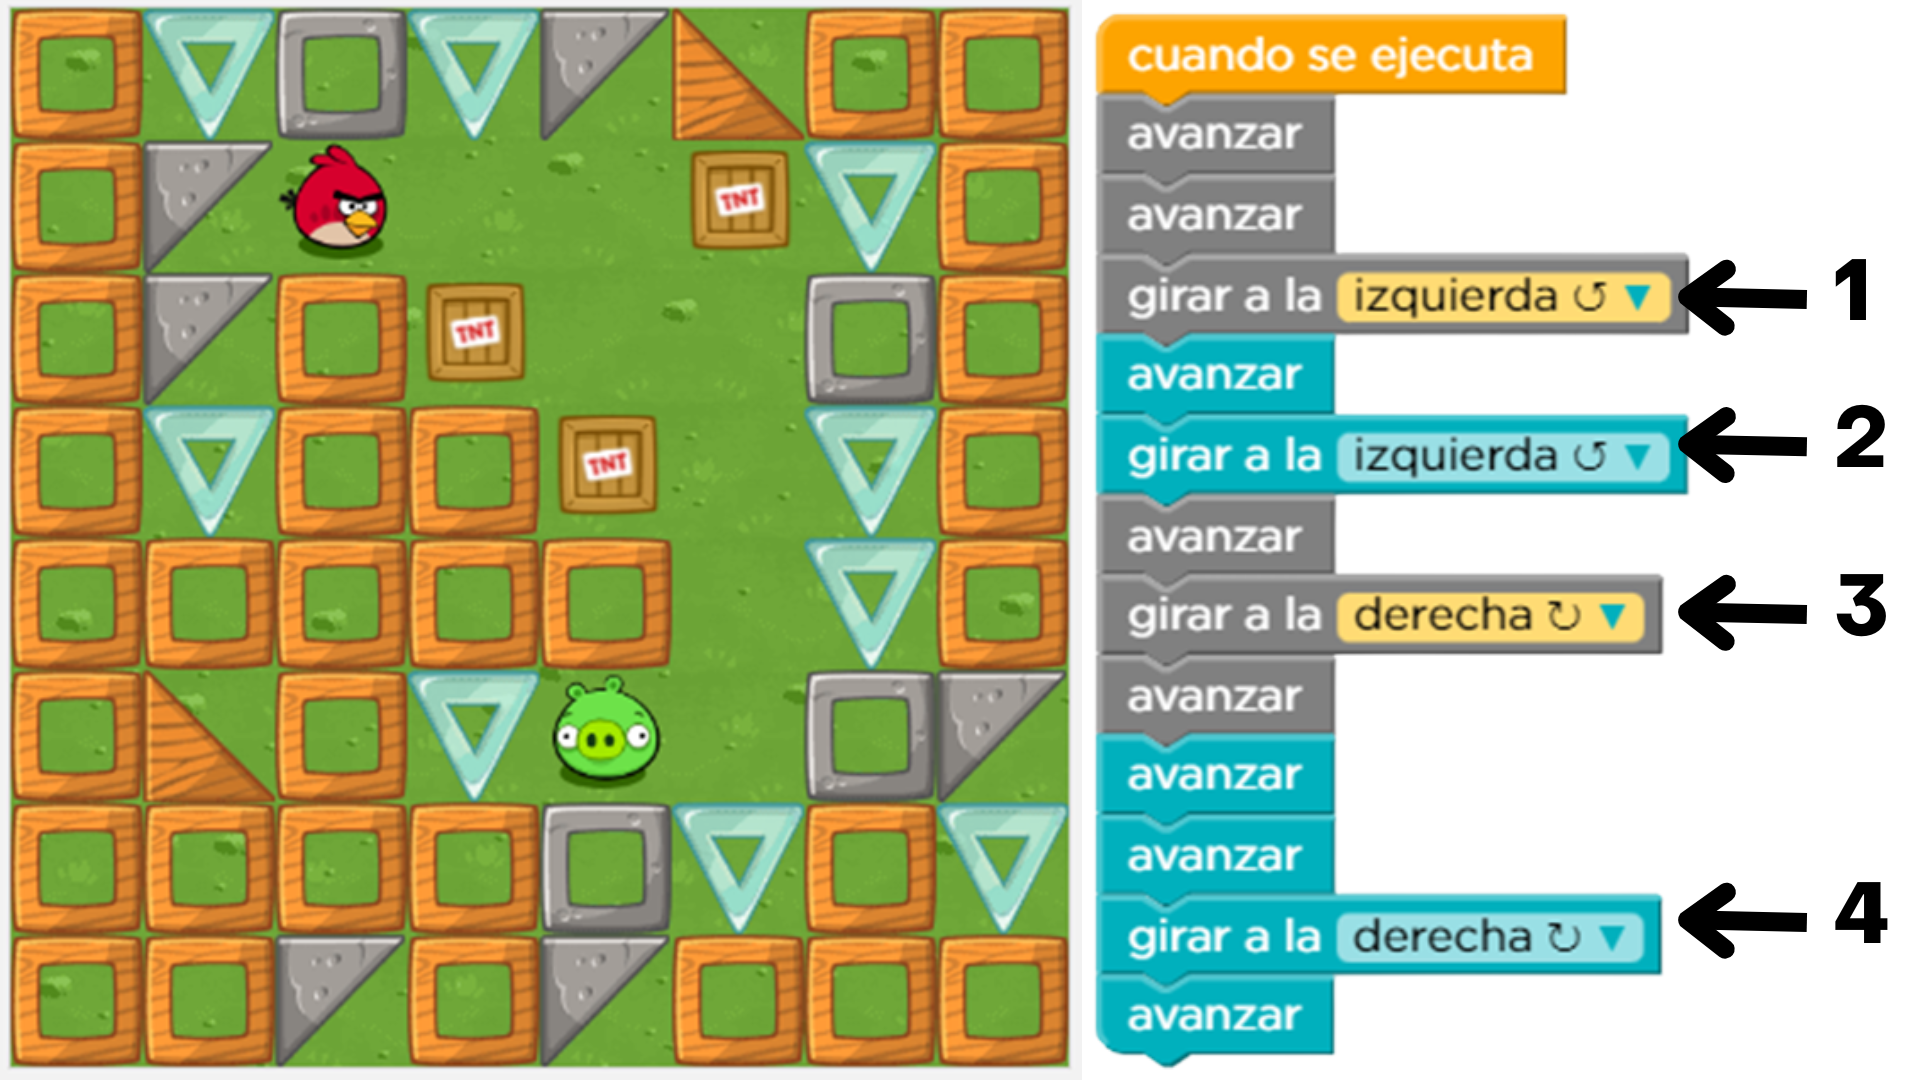 TNT
TNT
TNT
cuando se ejecuta
avanzar
avanzar
girar a la izquierda ↺ ▼
1
avanzar
girar a la izquierda ↺ ▼
2
avanzar
girar a la derecha ↻ ▼
3
avanzar
avanzar
avanzar
girar a la derecha ↻ ▼
4
avanzar